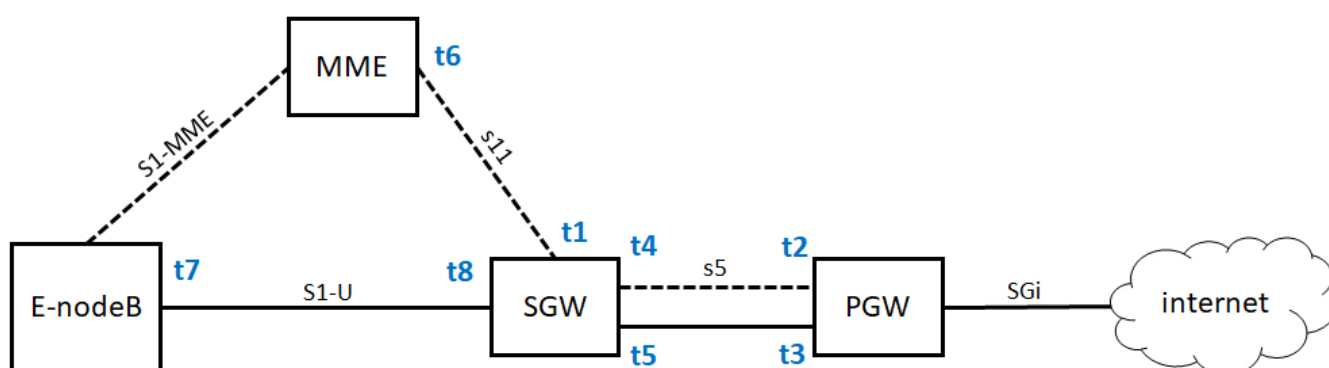 MME
t6
S1-MME
s11
t1
E-nodeB
t7
S1-U
t8
SGW
t4
t5
s5
t2
t3
PGW
SGi
internet